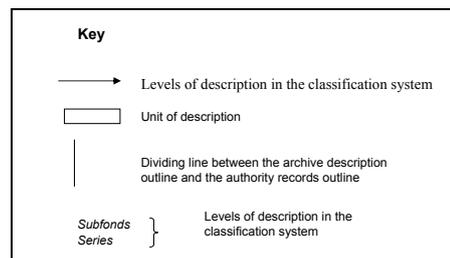 Key
Levels of description in the classification system
Unit of description
Dividing line between the archive description
outline and the authority records outline
Subfonds
Series
Levels of description in the
classification system